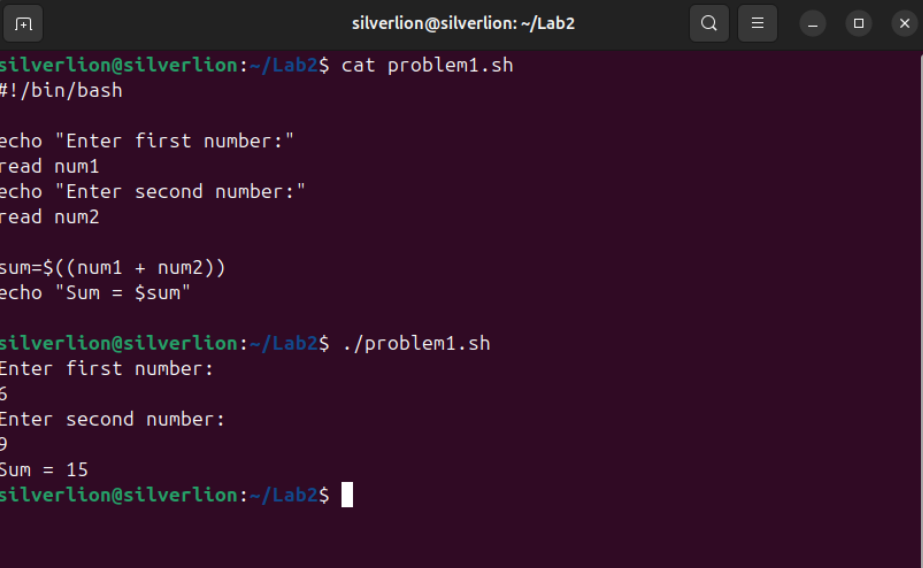 silverlion@silverlion: ~/Lab2
silverlion@silverlion:~/Lab2$ cat problem1.sh
#!/bin/bash
echo "Enter first number:"
read num1
echo "Enter second number:"
read num2
sum=$((num1 + num2))
echo "Sum = $sum"
silverlion@silverlion:~/Lab2$ ./problem1.sh
Enter first number:
6
Enter second number:
9
Sum = 15
silverlion@silverlion:~/Lab2$